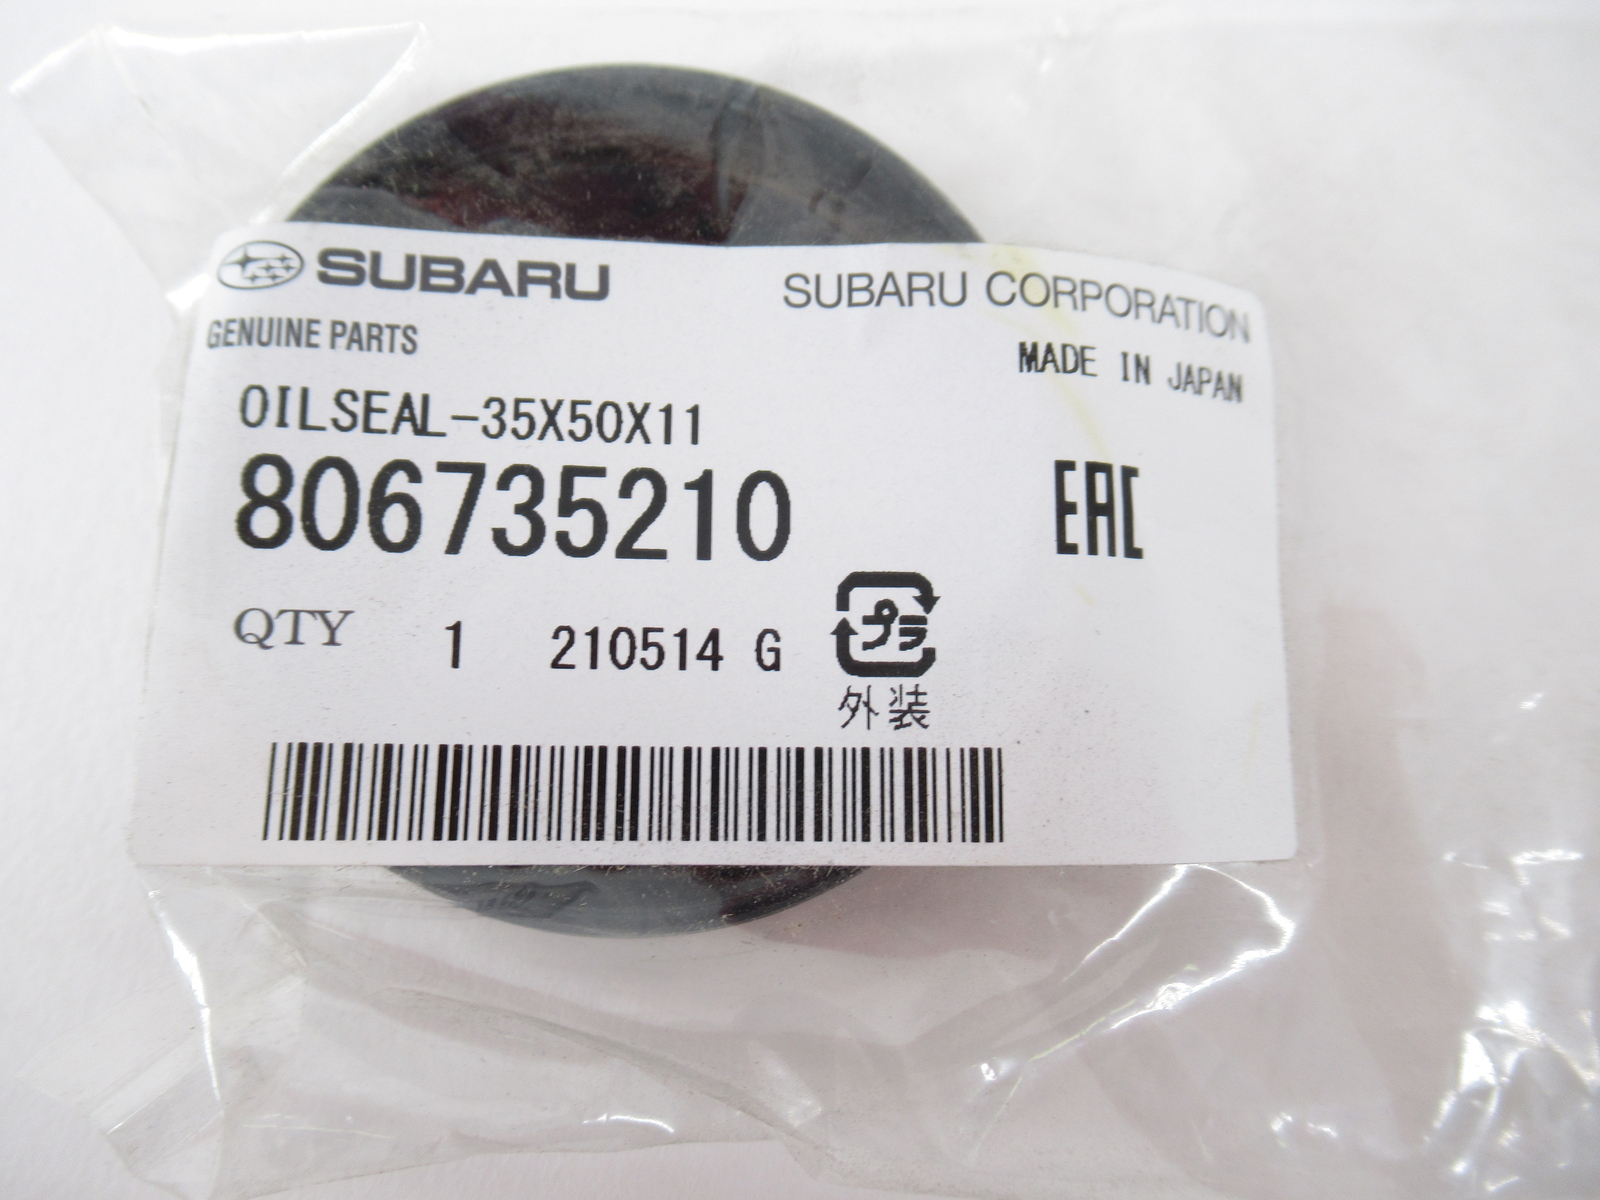 SUBARU SUBARU CORPORATION
GENUINE PARTS MADE IN JAPAN
OILSEAL-35X50X11
806735210 EAC
QTY 1 210514 G プラ
外装